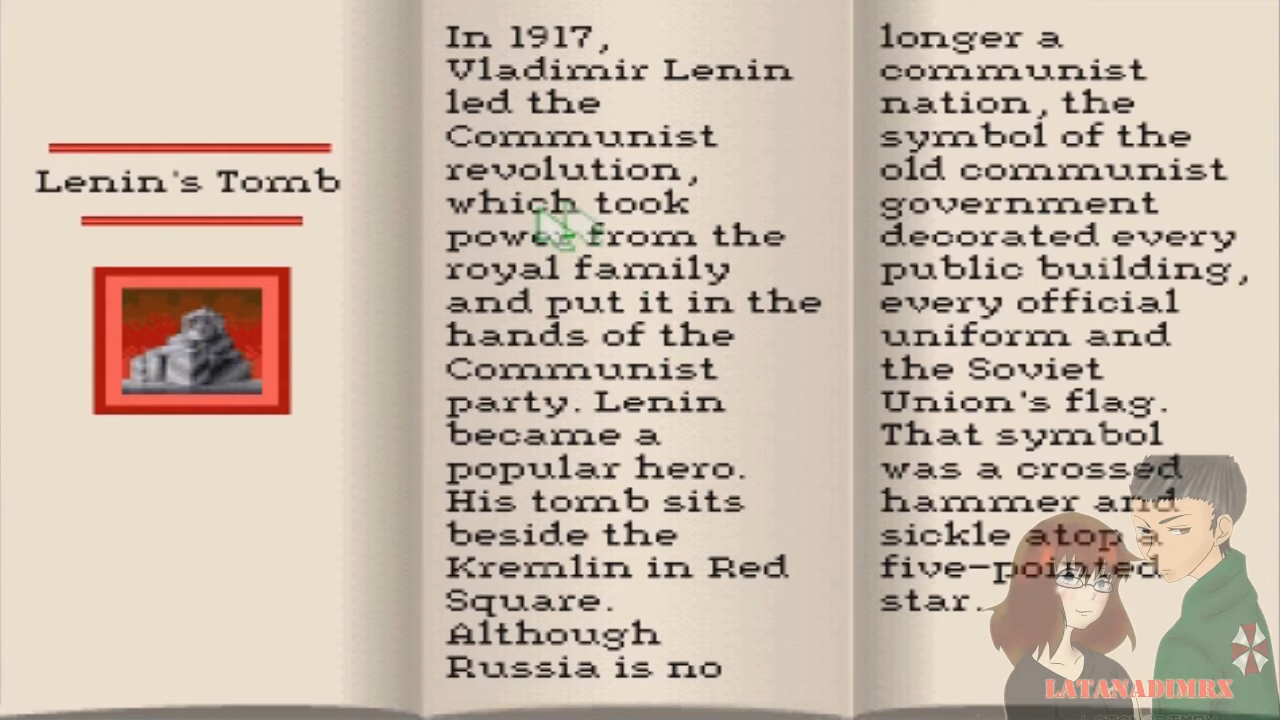 Lenin's Tomb
In 1917,
Vladimir Lenin
led the
Communist
revolution,
which took
power from the
royal family
and put it in the
hands of the
Communist
party. Lenin
became a
popular hero.
His tomb sits
beside the
Kremlin in Red
Square.
Although
Russia is no
longer a
communist
nation, the
symbol of the
old communist
government
decorated every
public building,
every official
uniform and
the Soviet
Union's flag.
That symbol
was a crossed
hammer and
sickle atop a
five-pointed
star.
LATANADIMRX